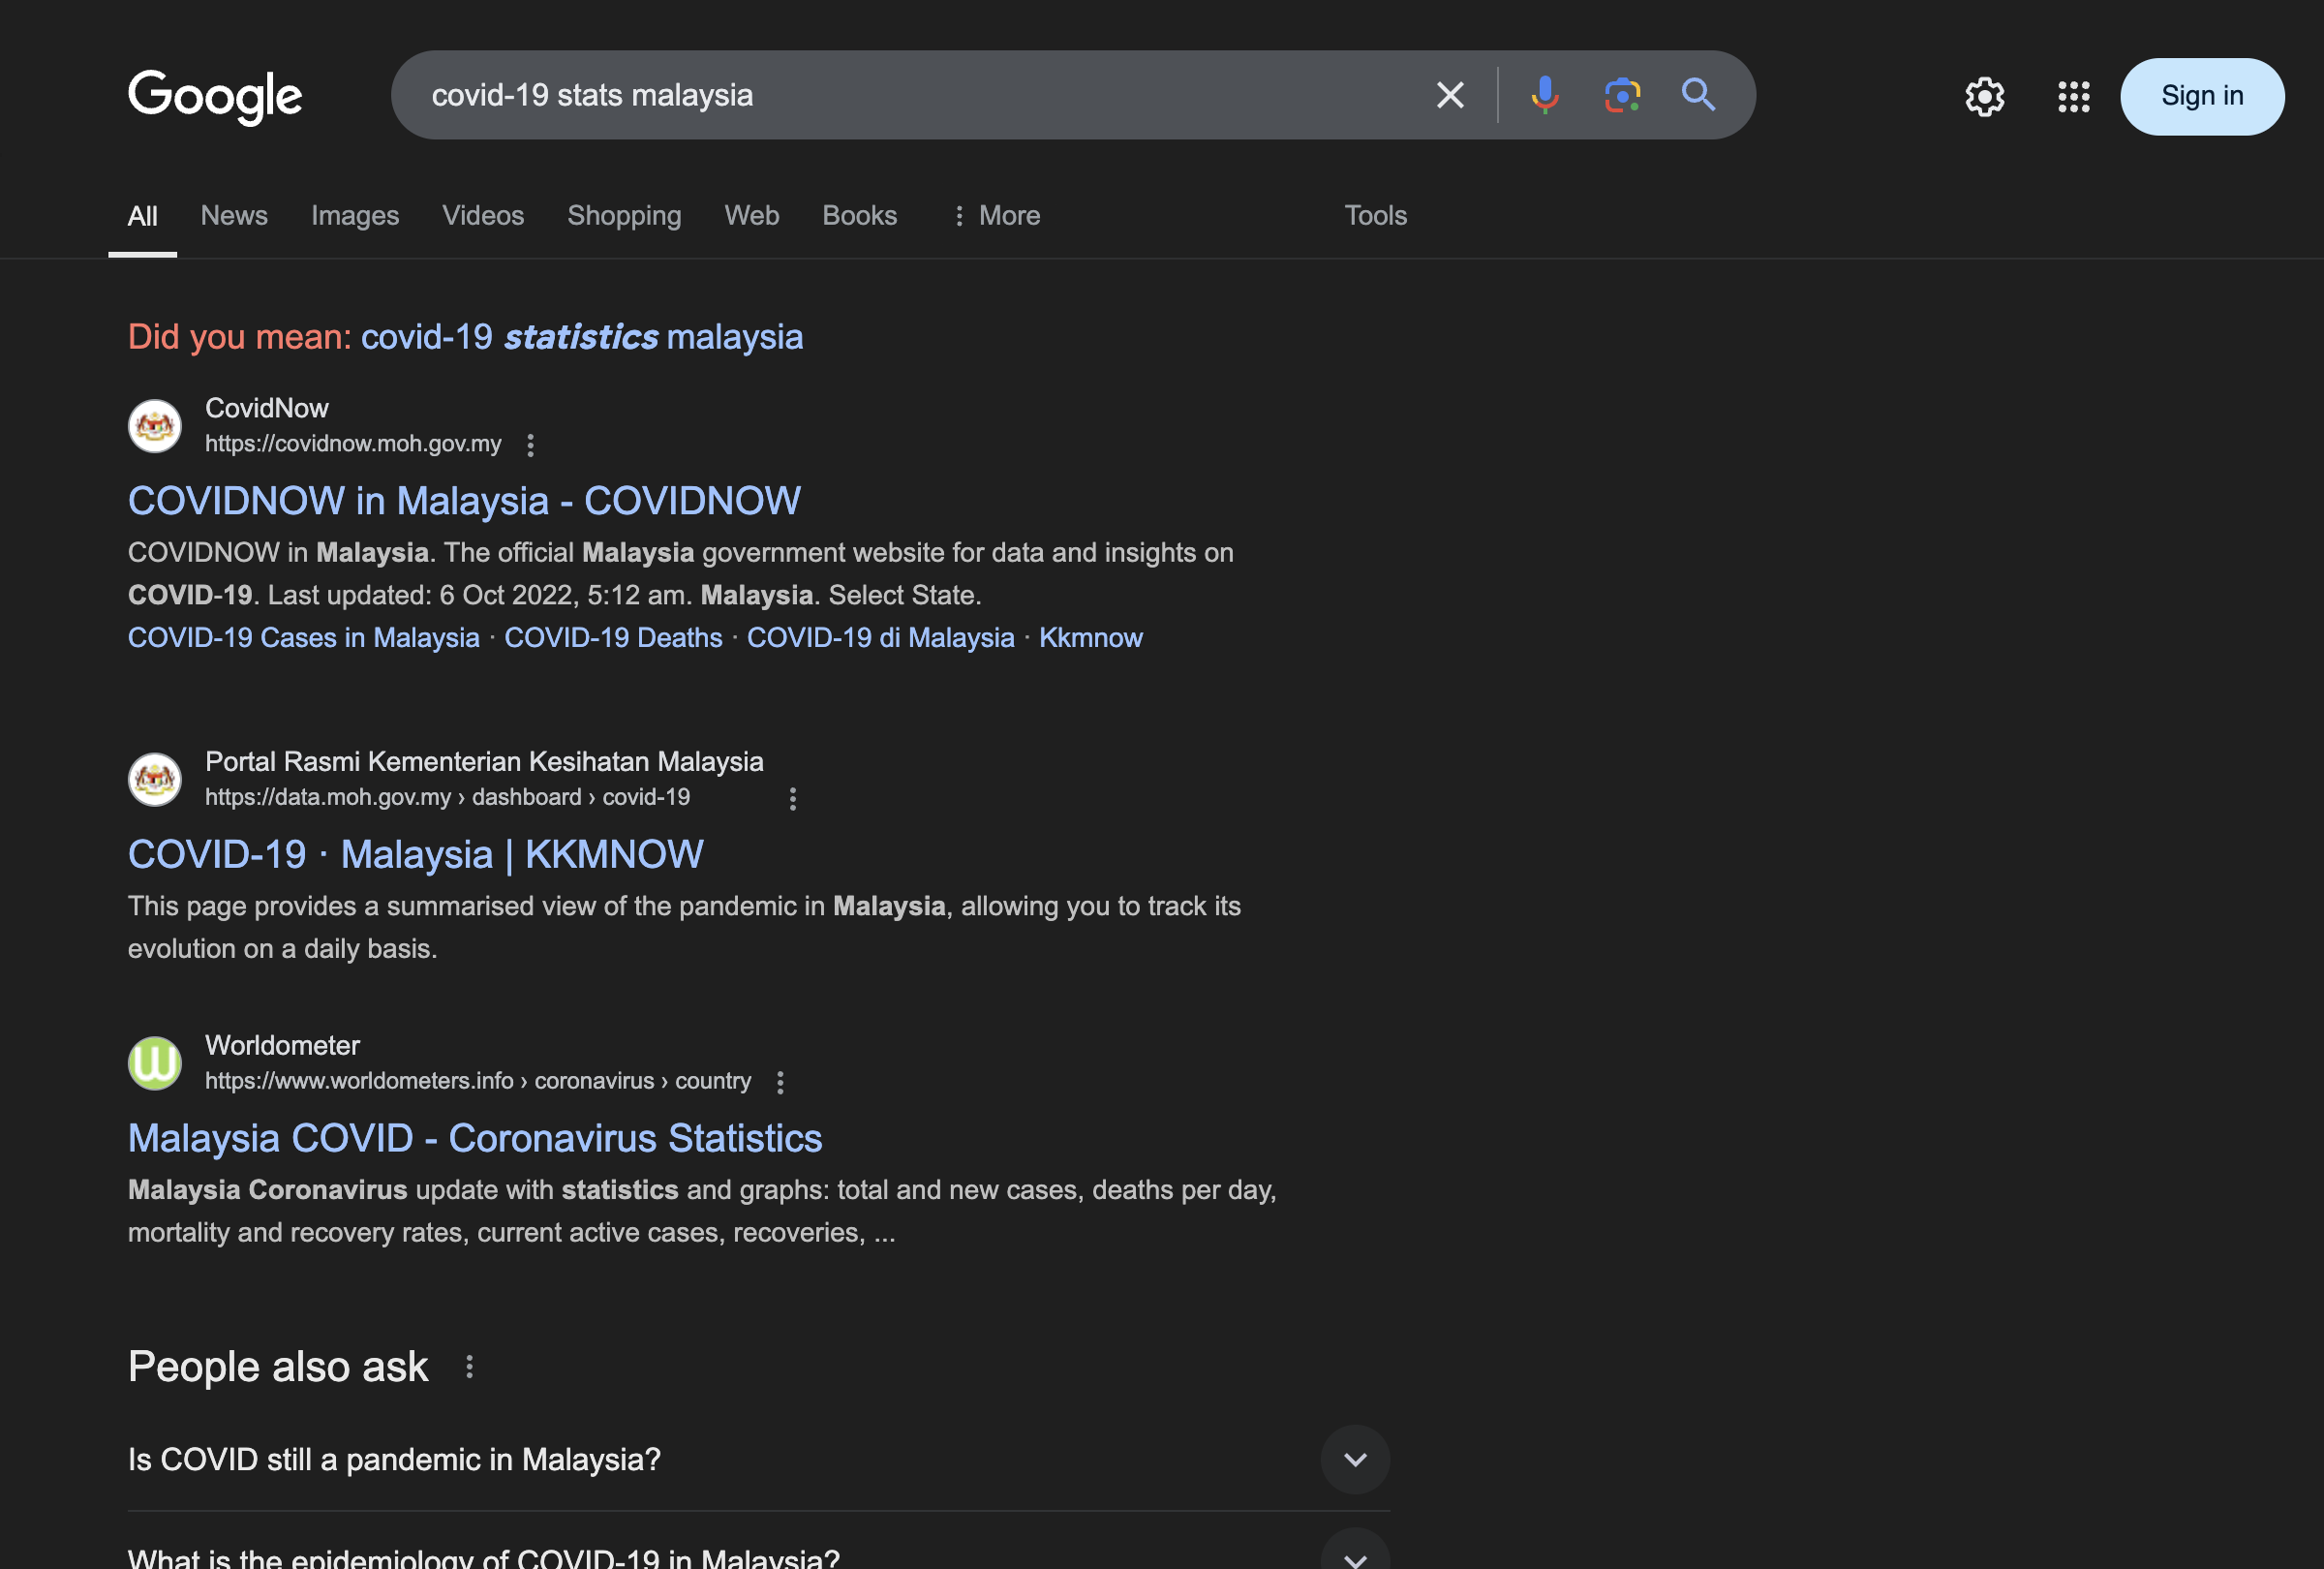 Google
covid-19 stats malaysia
Sign in
All News Images Videos Shopping Web Books More Tools
Did you mean: covid-19 statistics malaysia
CovidNow
https://covidnow.moh.gov.my
COVIDNOW in Malaysia - COVIDNOW
COVIDNOW in Malaysia. The official Malaysia government website for data and insights on
COVID-19. Last updated: 6 Oct 2022, 5:12 am. Malaysia. Select State.
COVID-19 Cases in Malaysia · COVID-19 Deaths · COVID-19 di Malaysia · Kkmnow
Portal Rasmi Kementerian Kesihatan Malaysia
https://data.moh.gov.my › dashboard › covid-19
COVID-19 · Malaysia | KKMNOW
This page provides a summarised view of the pandemic in Malaysia, allowing you to track its
evolution on a daily basis.
W
Worldometer
https://www.worldometers.info › coronavirus › country
Malaysia COVID - Coronavirus Statistics
Malaysia Coronavirus update with statistics and graphs: total and new cases, deaths per day,
mortality and recovery rates, current active cases, recoveries, ...
People also ask
Is COVID still a pandemic in Malaysia?
What is the epidemiology of COVID-19 in Malaysia?